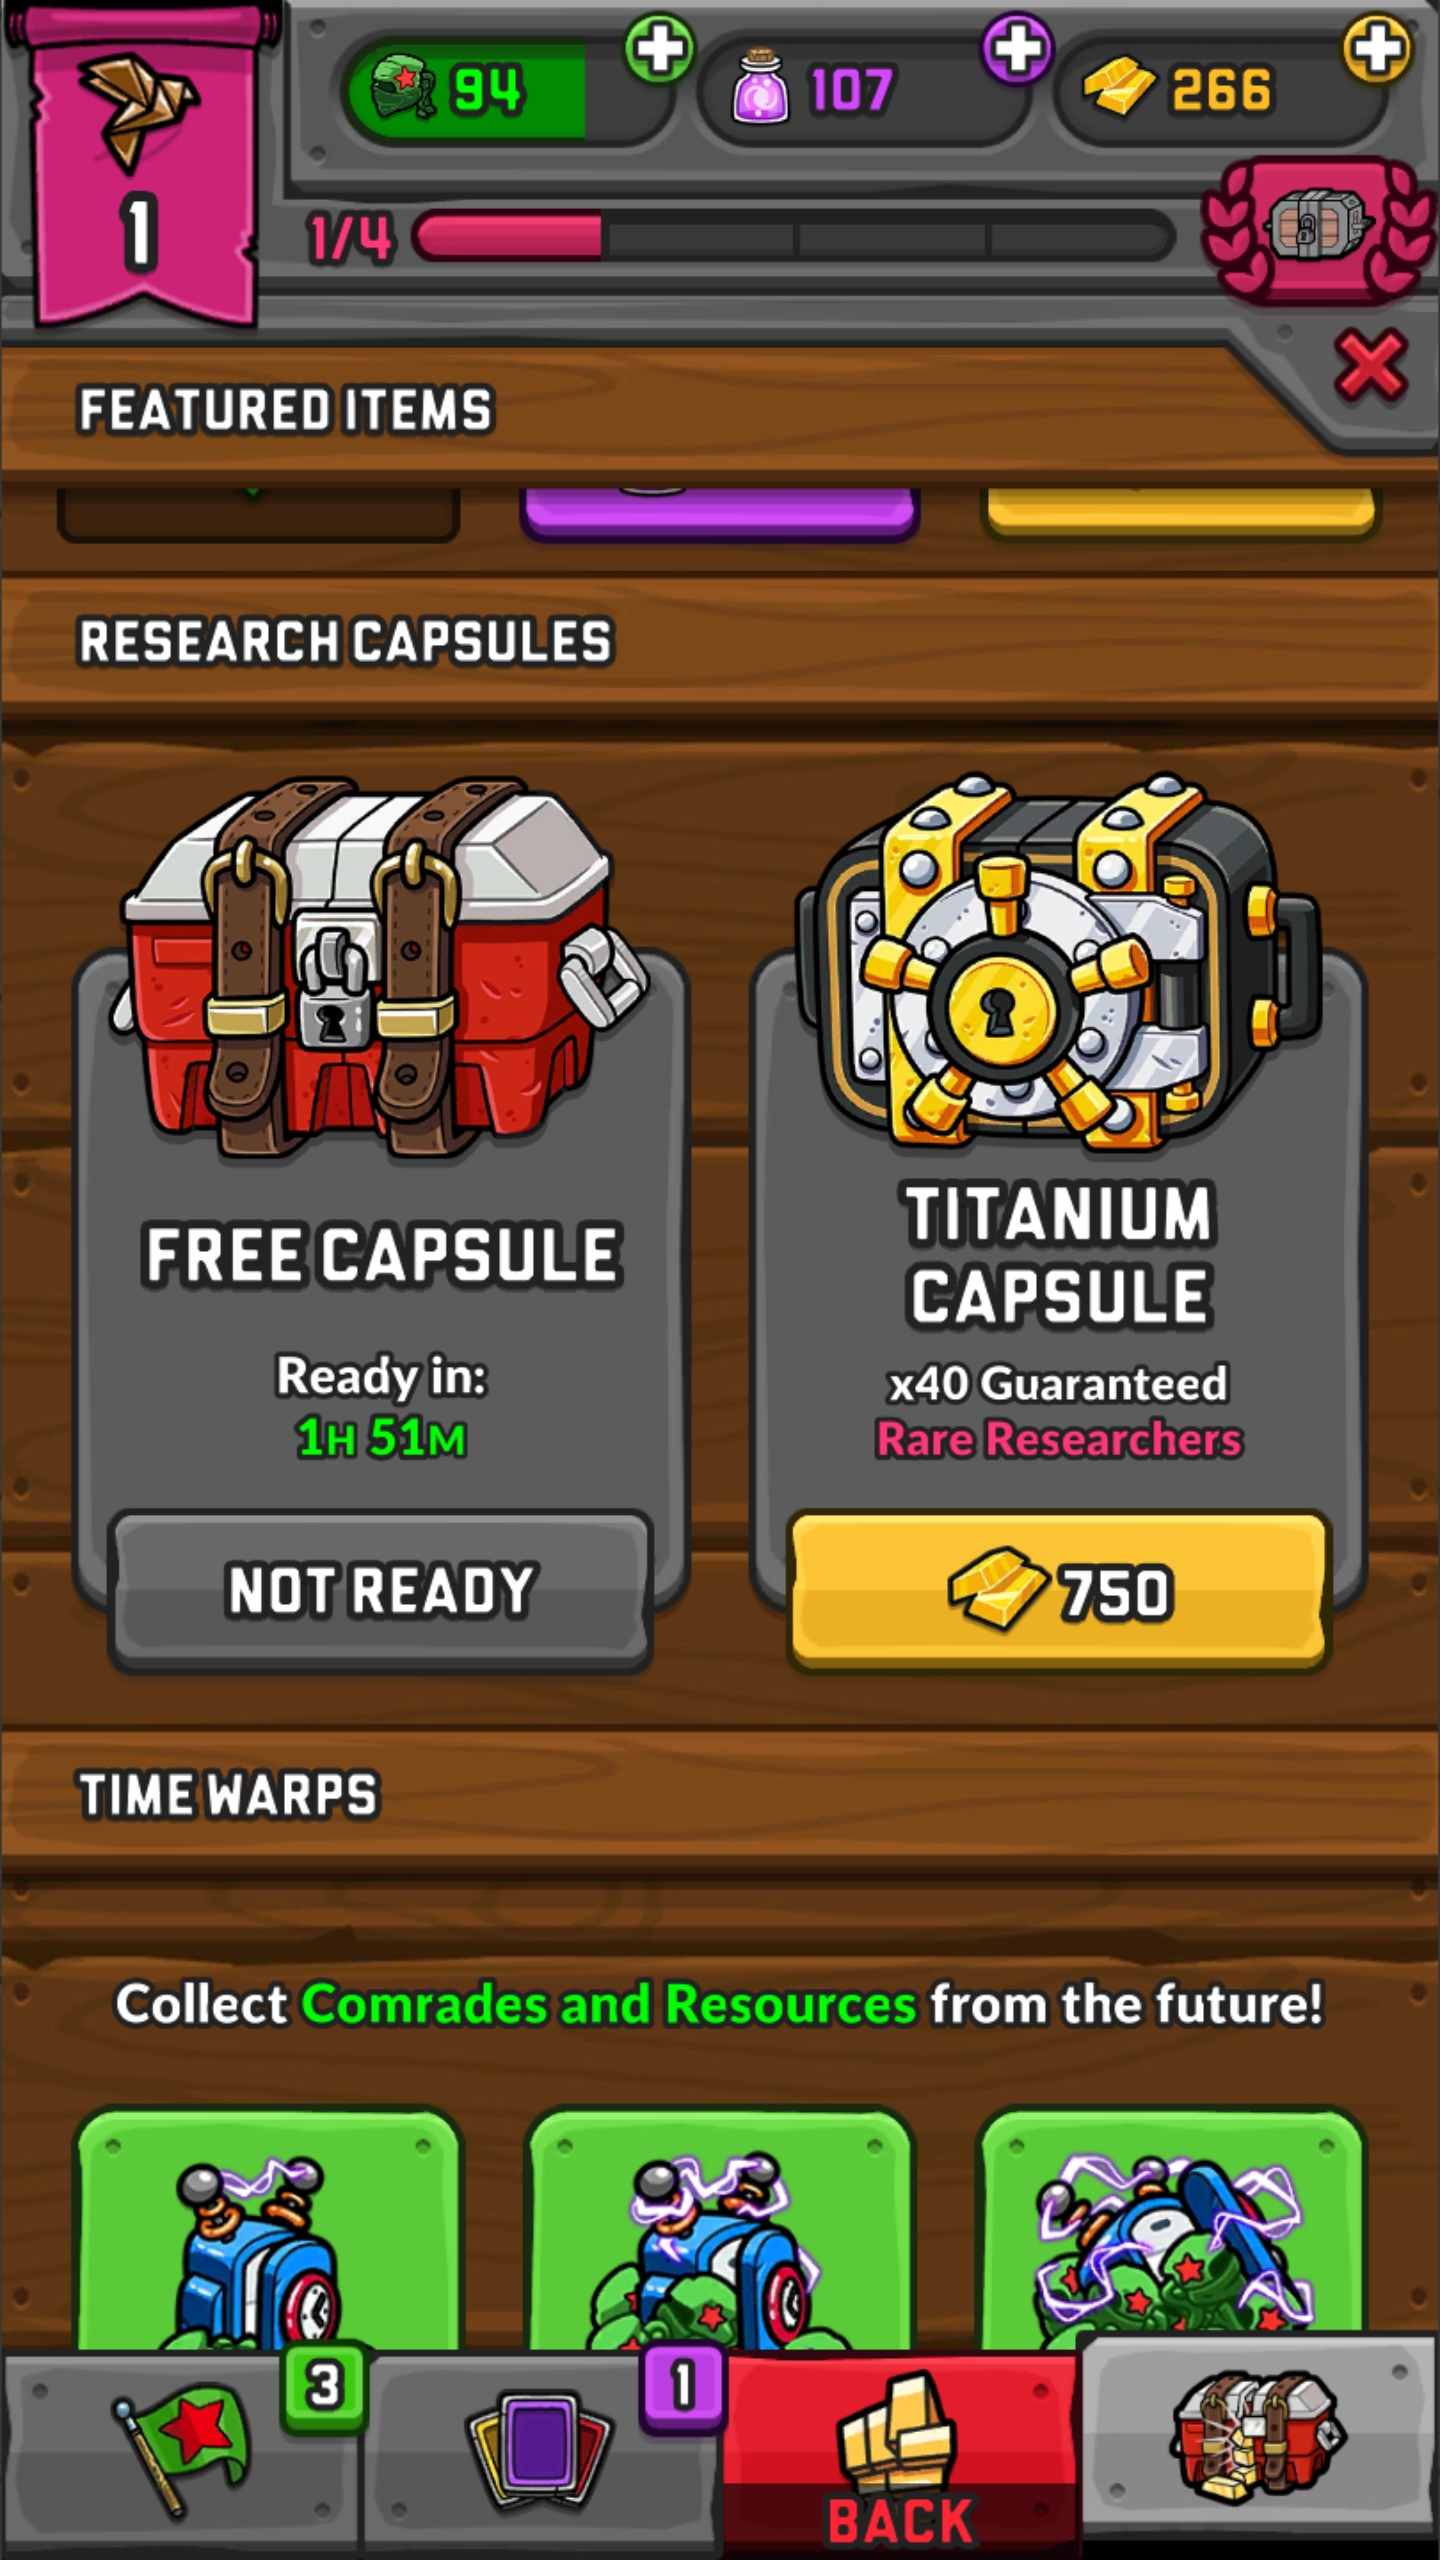 94
107
266
1
1/4
FEATURED ITEMS
RESEARCH CAPSULES
FREE CAPSULE
Ready in:
1H 51M
NOT READY
TITANIUM
CAPSULE
x40 Guaranteed
Rare Researchers
750
TIME WARPS
Collect Comrades and Resources from the future!
3
1
BACK